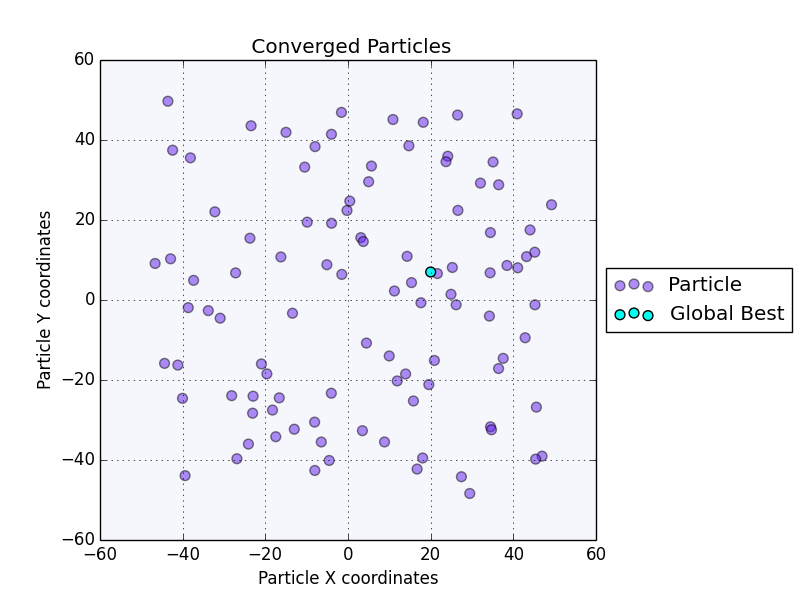 Converged Particles
60
40
20
0
−20
−40
−60
−60 −40 −20 0 20 40 60
Particle Y coordinates
Particle X coordinates
Particle
Global Best